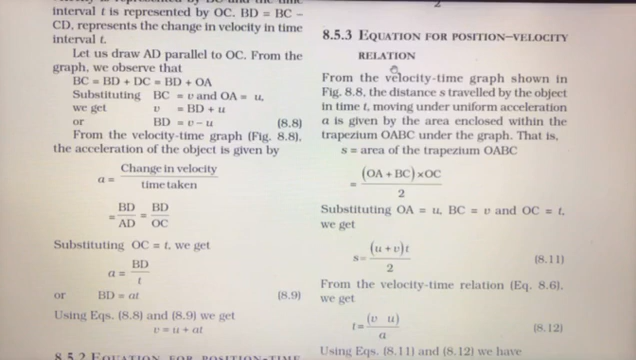 interval t is represented by OC. BD = BC –
CD, represents the change in velocity in time
interval t.
Let us draw AD parallel to OC. From the
graph, we observe that
BC = BD + DC = BD + OA
Substituting BC = v and OA = u,
we get v = BD + u
or BD = v – u (8.8)
From the velocity-time graph (Fig. 8.8),
the acceleration of the object is given by
a = Change in velocity / time taken
= BD / AD = BD / OC
Substituting OC = t, we get
a = BD / t
or BD = at (8.9)
Using Eqs. (8.8) and (8.9) we get
v = u + at
8.5.2 EQUATION FOR POSITION–TIME
2
8.5.3 EQUATION FOR POSITION–VELOCITY
RELATION
From the velocity-time graph shown in
Fig. 8.8, the distance s travelled by the object
in time t, moving under uniform acceleration
a is given by the area enclosed within the
trapezium OABC under the graph. That is,
s = area of the trapezium OABC
= (OA + BC) × OC / 2
Substituting OA = u, BC = v and OC = t,
we get
s = (u + v)t / 2 (8.11)
From the velocity-time relation (Eq. 8.6),
we get
t = (v u) / a (8.12)
Using Eqs. (8.11) and (8.12) we have